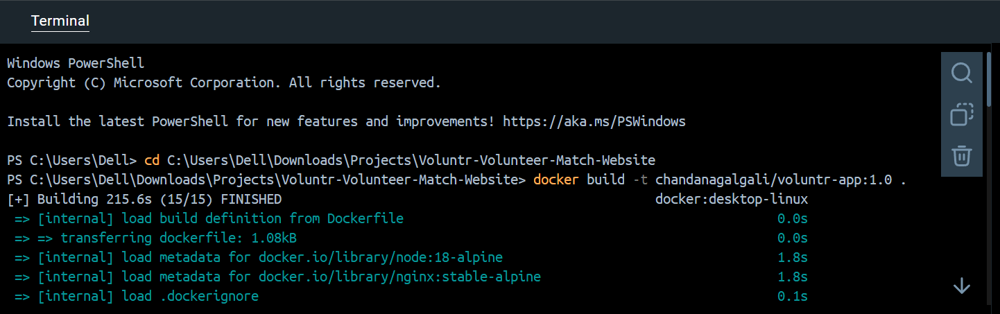 Terminal
Windows PowerShell
Copyright (C) Microsoft Corporation. All rights reserved.
Install the latest PowerShell for new features and improvements! https://aka.ms/PSWindows
PS C:\Users\Dell> cd C:\Users\Dell\Downloads\Projects\Voluntr-Volunteer-Match-Website
PS C:\Users\Dell\Downloads\Projects\Voluntr-Volunteer-Match-Website> docker build -t chandanagalgali/voluntr-app:1.0 .
[+] Building 215.6s (15/15) FINISHED docker:desktop-linux
=> [internal] load build definition from Dockerfile 0.0s
=> => transferring dockerfile: 1.08kB 0.0s
=> [internal] load metadata for docker.io/library/node:18-alpine 1.8s
=> [internal] load metadata for docker.io/library/nginx:stable-alpine 1.8s
=> [internal] load .dockerignore 0.1s